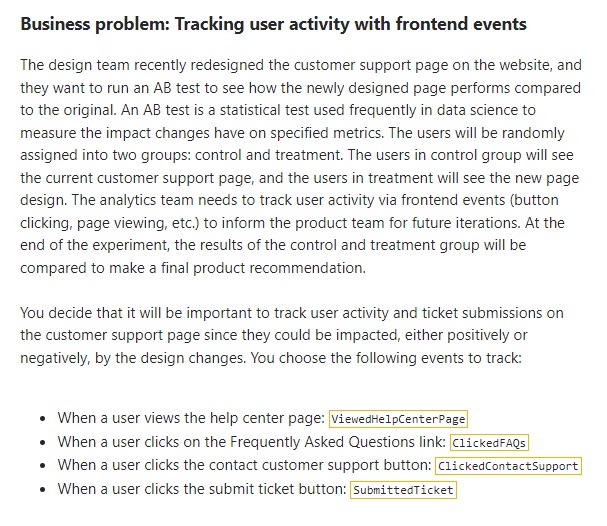 Business problem: Tracking user activity with frontend events
The design team recently redesigned the customer support page on the website, and
they want to run an AB test to see how the newly designed page performs compared
to the original. An AB test is a statistical test used frequently in data science to
measure the impact changes have on specified metrics. The users will be randomly
assigned into two groups: control and treatment. The users in control group will see
the current customer support page, and the users in treatment will see the new page
design. The analytics team needs to track user activity via frontend events (button
clicking, page viewing, etc.) to inform the product team for future iterations. At the
end of the experiment, the results of the control and treatment group will be
compared to make a final product recommendation.
You decide that it will be important to track user activity and ticket submissions on
the customer support page since they could be impacted, either positively or
negatively, by the design changes. You choose the following events to track:
• When a user views the help center page: ViewedHelpCenterPage
• When a user clicks on the Frequently Asked Questions link: ClickedFAQs
• When a user clicks the contact customer support button: ClickedContactSupport
• When a user clicks the submit ticket button: SubmittedTicket